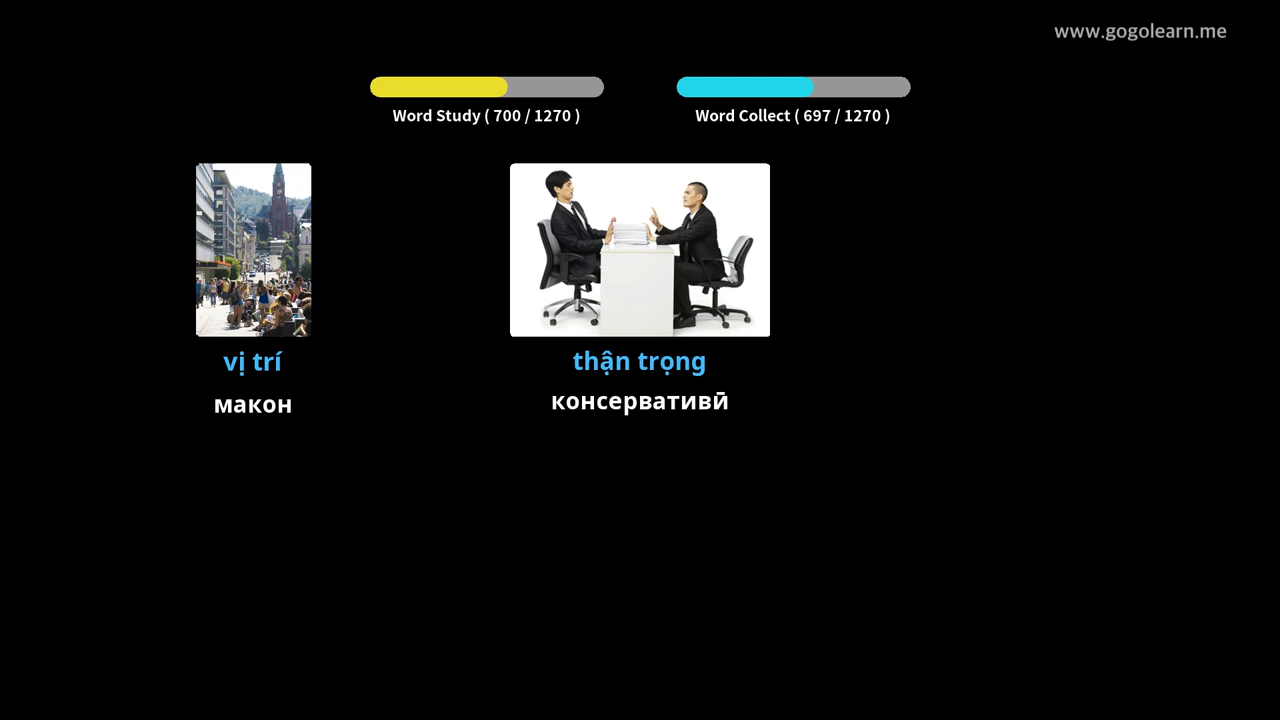 www.gogolearn.me
Word Study ( 700 / 1270 )
Word Collect ( 697 / 1270 )
vị trí
макон
thận trọng
консервативӣ